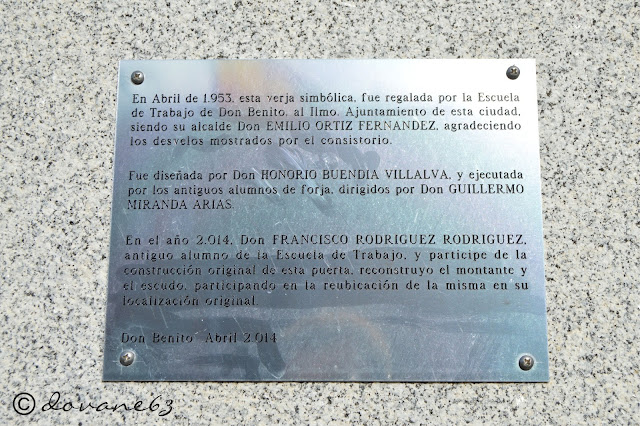 En Abril de 1.953, esta verja simbólica, fue regalada por la Escuela
de Trabajo de Don Benito, al Ilmo. Ajuntamiento de esta ciudad,
siendo su alcalde Don EMILIO ORTIZ FERNANDEZ, agradeciendo
los desvelos mostrados por el consistorio.
Fue diseñada por Don HONORIO BUENDIA VILLALVA, y ejecutada
por los antiguos alumnos de forja, dirigidos por Don GUILLERMO
MIRANDA ARIAS.
En el año 2.014, Don FRANCISCO RODRIGUEZ RODRIGUEZ,
antiguo alumno de la Escuela de Trabajo, y participe de la
construcción original de esta puerta, reconstruyo el montante y
el escudo, participando en la reubicación de la misma en su
localización original.
Don Benito Abril 2.014
© dovane63